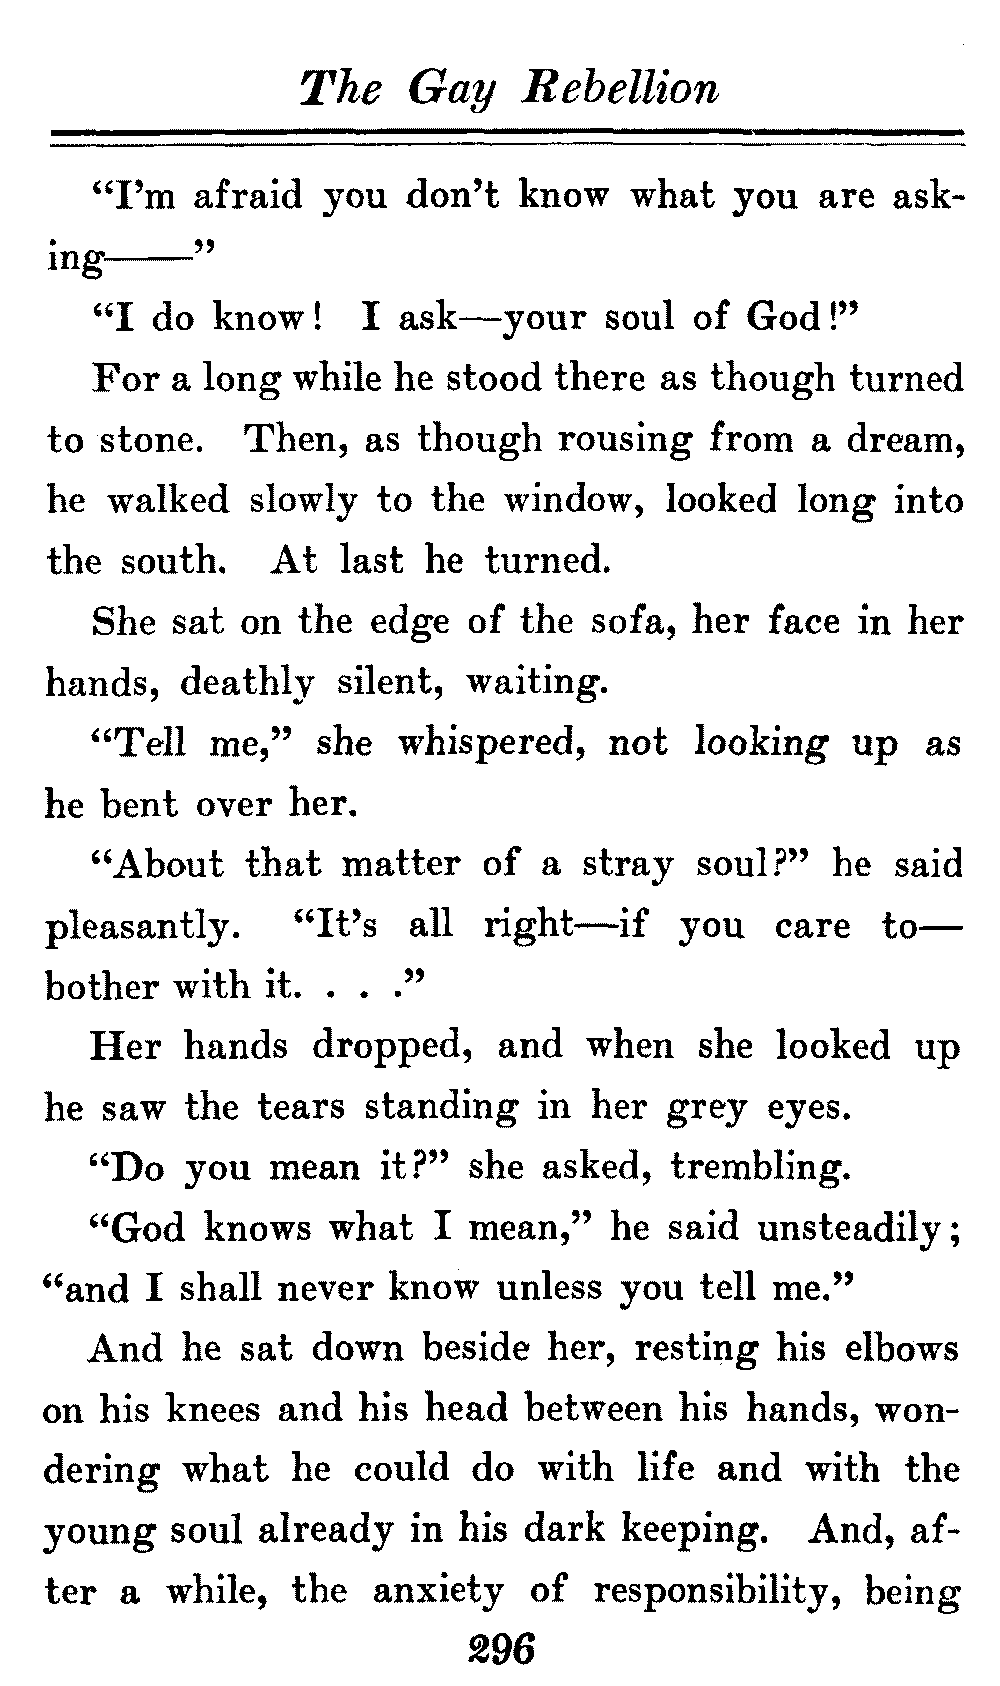 The Gay Rebellion
“I’m afraid you don’t know what you are ask-
ing——”
“I do know! I ask—your soul of God!”
For a long while he stood there as though turned
to stone. Then, as though rousing from a dream,
he walked slowly to the window, looked long into
the south. At last he turned.
She sat on the edge of the sofa, her face in her
hands, deathly silent, waiting.
“Tell me,” she whispered, not looking up as
he bent over her.
“About that matter of a stray soul?” he said
pleasantly. “It’s all right—if you care to—
bother with it. . . .”
Her hands dropped, and when she looked up
he saw the tears standing in her grey eyes.
“Do you mean it?” she asked, trembling.
“God knows what I mean,” he said unsteadily;
“and I shall never know unless you tell me.”
And he sat down beside her, resting his elbows
on his knees and his head between his hands, won-
dering what he could do with life and with the
young soul already in his dark keeping. And, af-
ter a while, the anxiety of responsibility, being
296